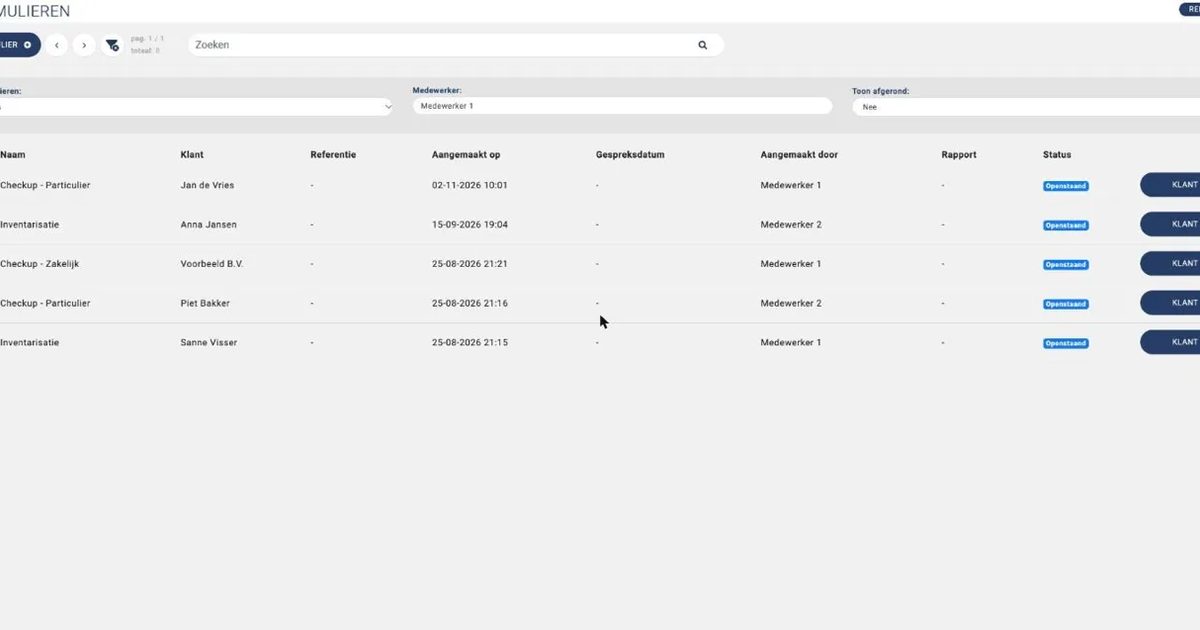 MULIEREN
RE
LIER
‹ › pag. 1 / 1
totaal: 8
Zoeken
ieren: Medewerker: Toon afgerond:
Medewerker 1 Nee
Naam Klant Referentie Aangemaakt op Gespreksdatum Aangemaakt door Rapport Status
Checkup - Particulier Jan de Vries - 02-11-2026 10:01 - Medewerker 1 - Openstaand KLANT
Inventarisatie Anna Jansen - 15-09-2026 19:04 - Medewerker 2 - Openstaand KLANT
Checkup - Zakelijk Voorbeeld B.V. - 25-08-2026 21:21 - Medewerker 1 - Openstaand KLANT
Checkup - Particulier Piet Bakker - 25-08-2026 21:16 - Medewerker 2 - Openstaand KLANT
Inventarisatie Sanne Visser - 25-08-2026 21:15 - Medewerker 1 - Openstaand KLANT